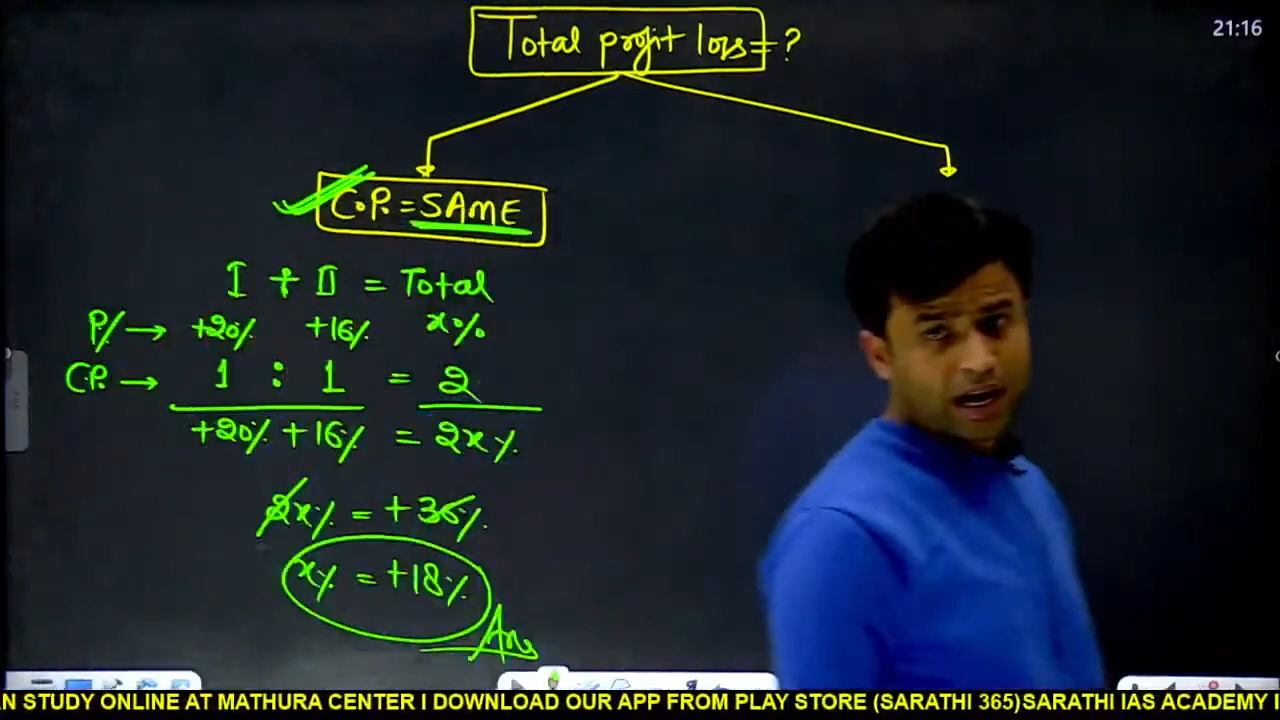 Total profit loss = ?
21:16
C.P. = SAME
I + II = Total
P% → +20% +16% x%
C.P. → 1 : 1 = 2
+20% + 16% = 2x%
2x% = +36%
x% = +18%
Ans
N STUDY ONLINE AT MATHURA CENTER I DOWNLOAD OUR APP FROM PLAY STORE (SARATHI 365)SARATHI IAS ACADEMY I